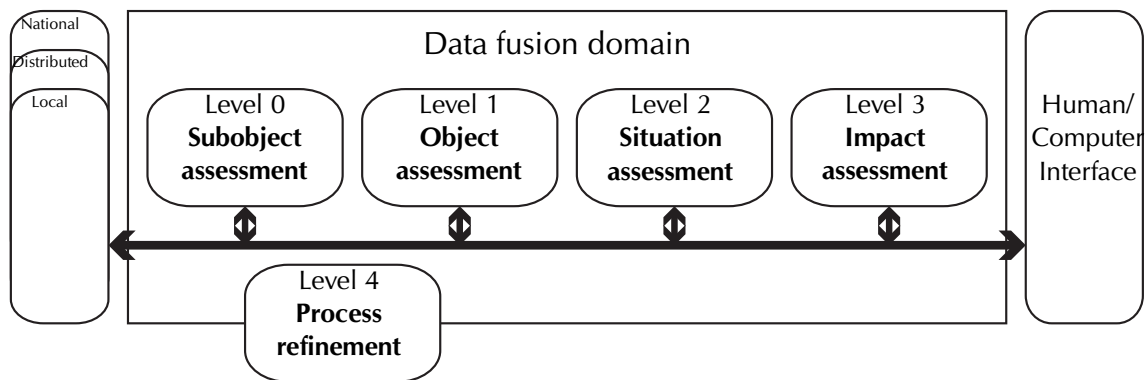 National
Distributed
Local
Data fusion domain
Level 0
Subobject
assessment
Level 1
Object
assessment
Level 2
Situation
assessment
Level 3
Impact
assessment
Level 4
Process
refinement
Human/
Computer
Interface